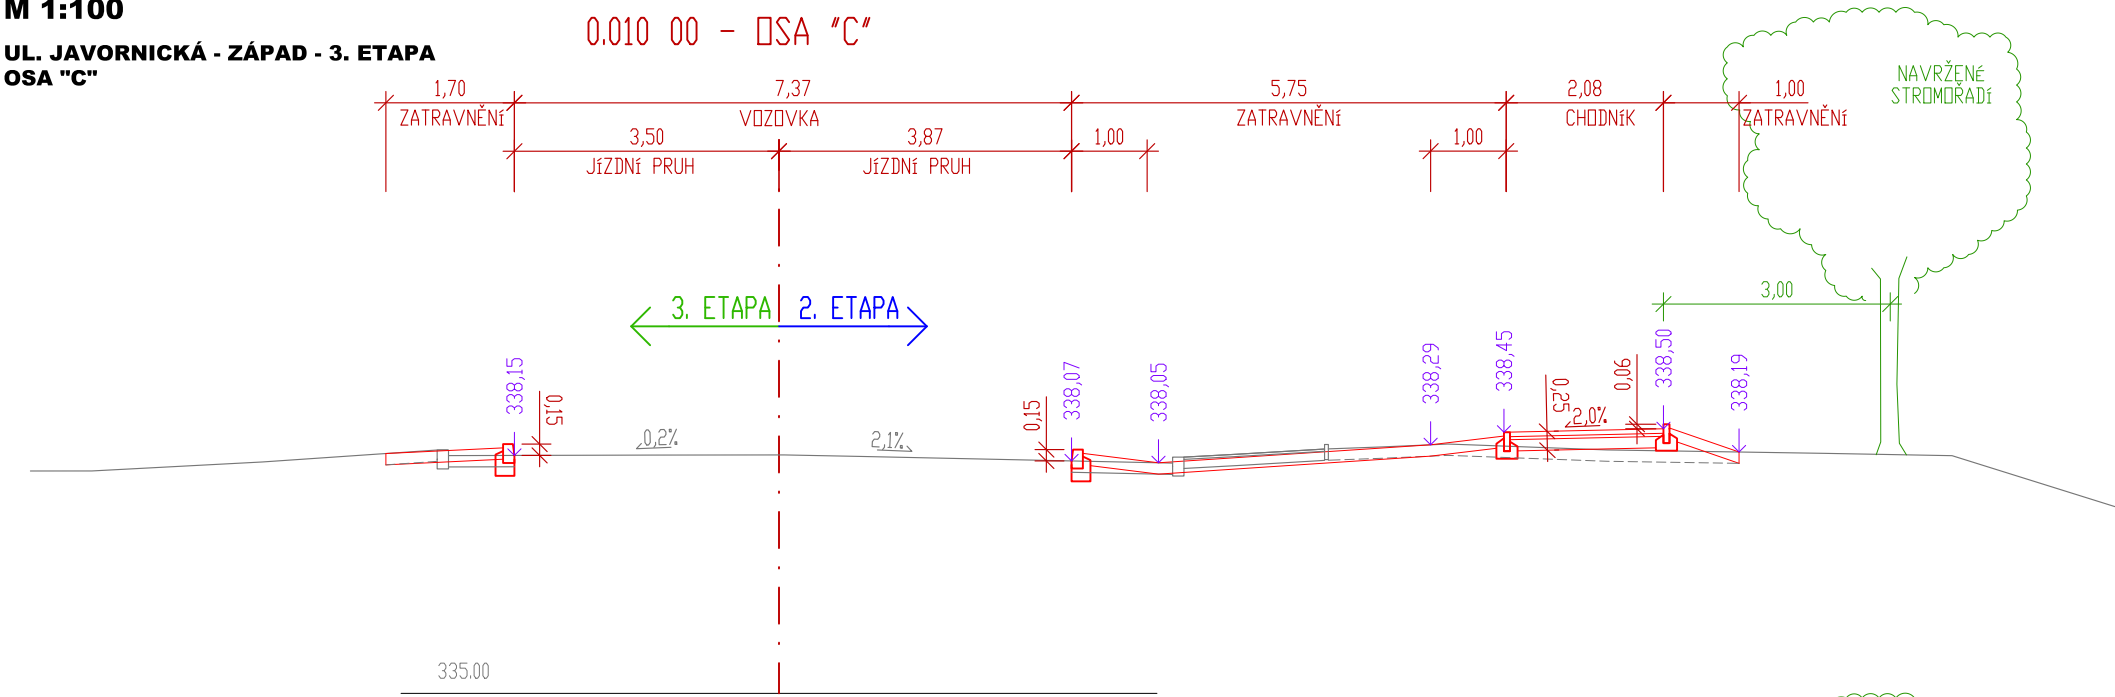 M 1:100
UL. JAVORNICKÁ - ZÁPAD - 3. ETAPA
OSA "C"
0.010 00 - OSA "C"
1,70 7,37 5,75 2,08 1,00
ZATRAVNĚNÍ VOZOVKA ZATRAVNĚNÍ CHODNÍK ZATRAVNĚNÍ
3,50 3,87 1,00 1,00
JÍZDNÍ PRUH JÍZDNÍ PRUH
NAVRŽENÉ
STROMOŘADÍ
3,00
3. ETAPA 2. ETAPA
338,15 0,15 0,2% 2,1% 0,15 338,07 338,05 338,29 338,45 0,25 2,0% 0,06 338,50 338,19
335.00